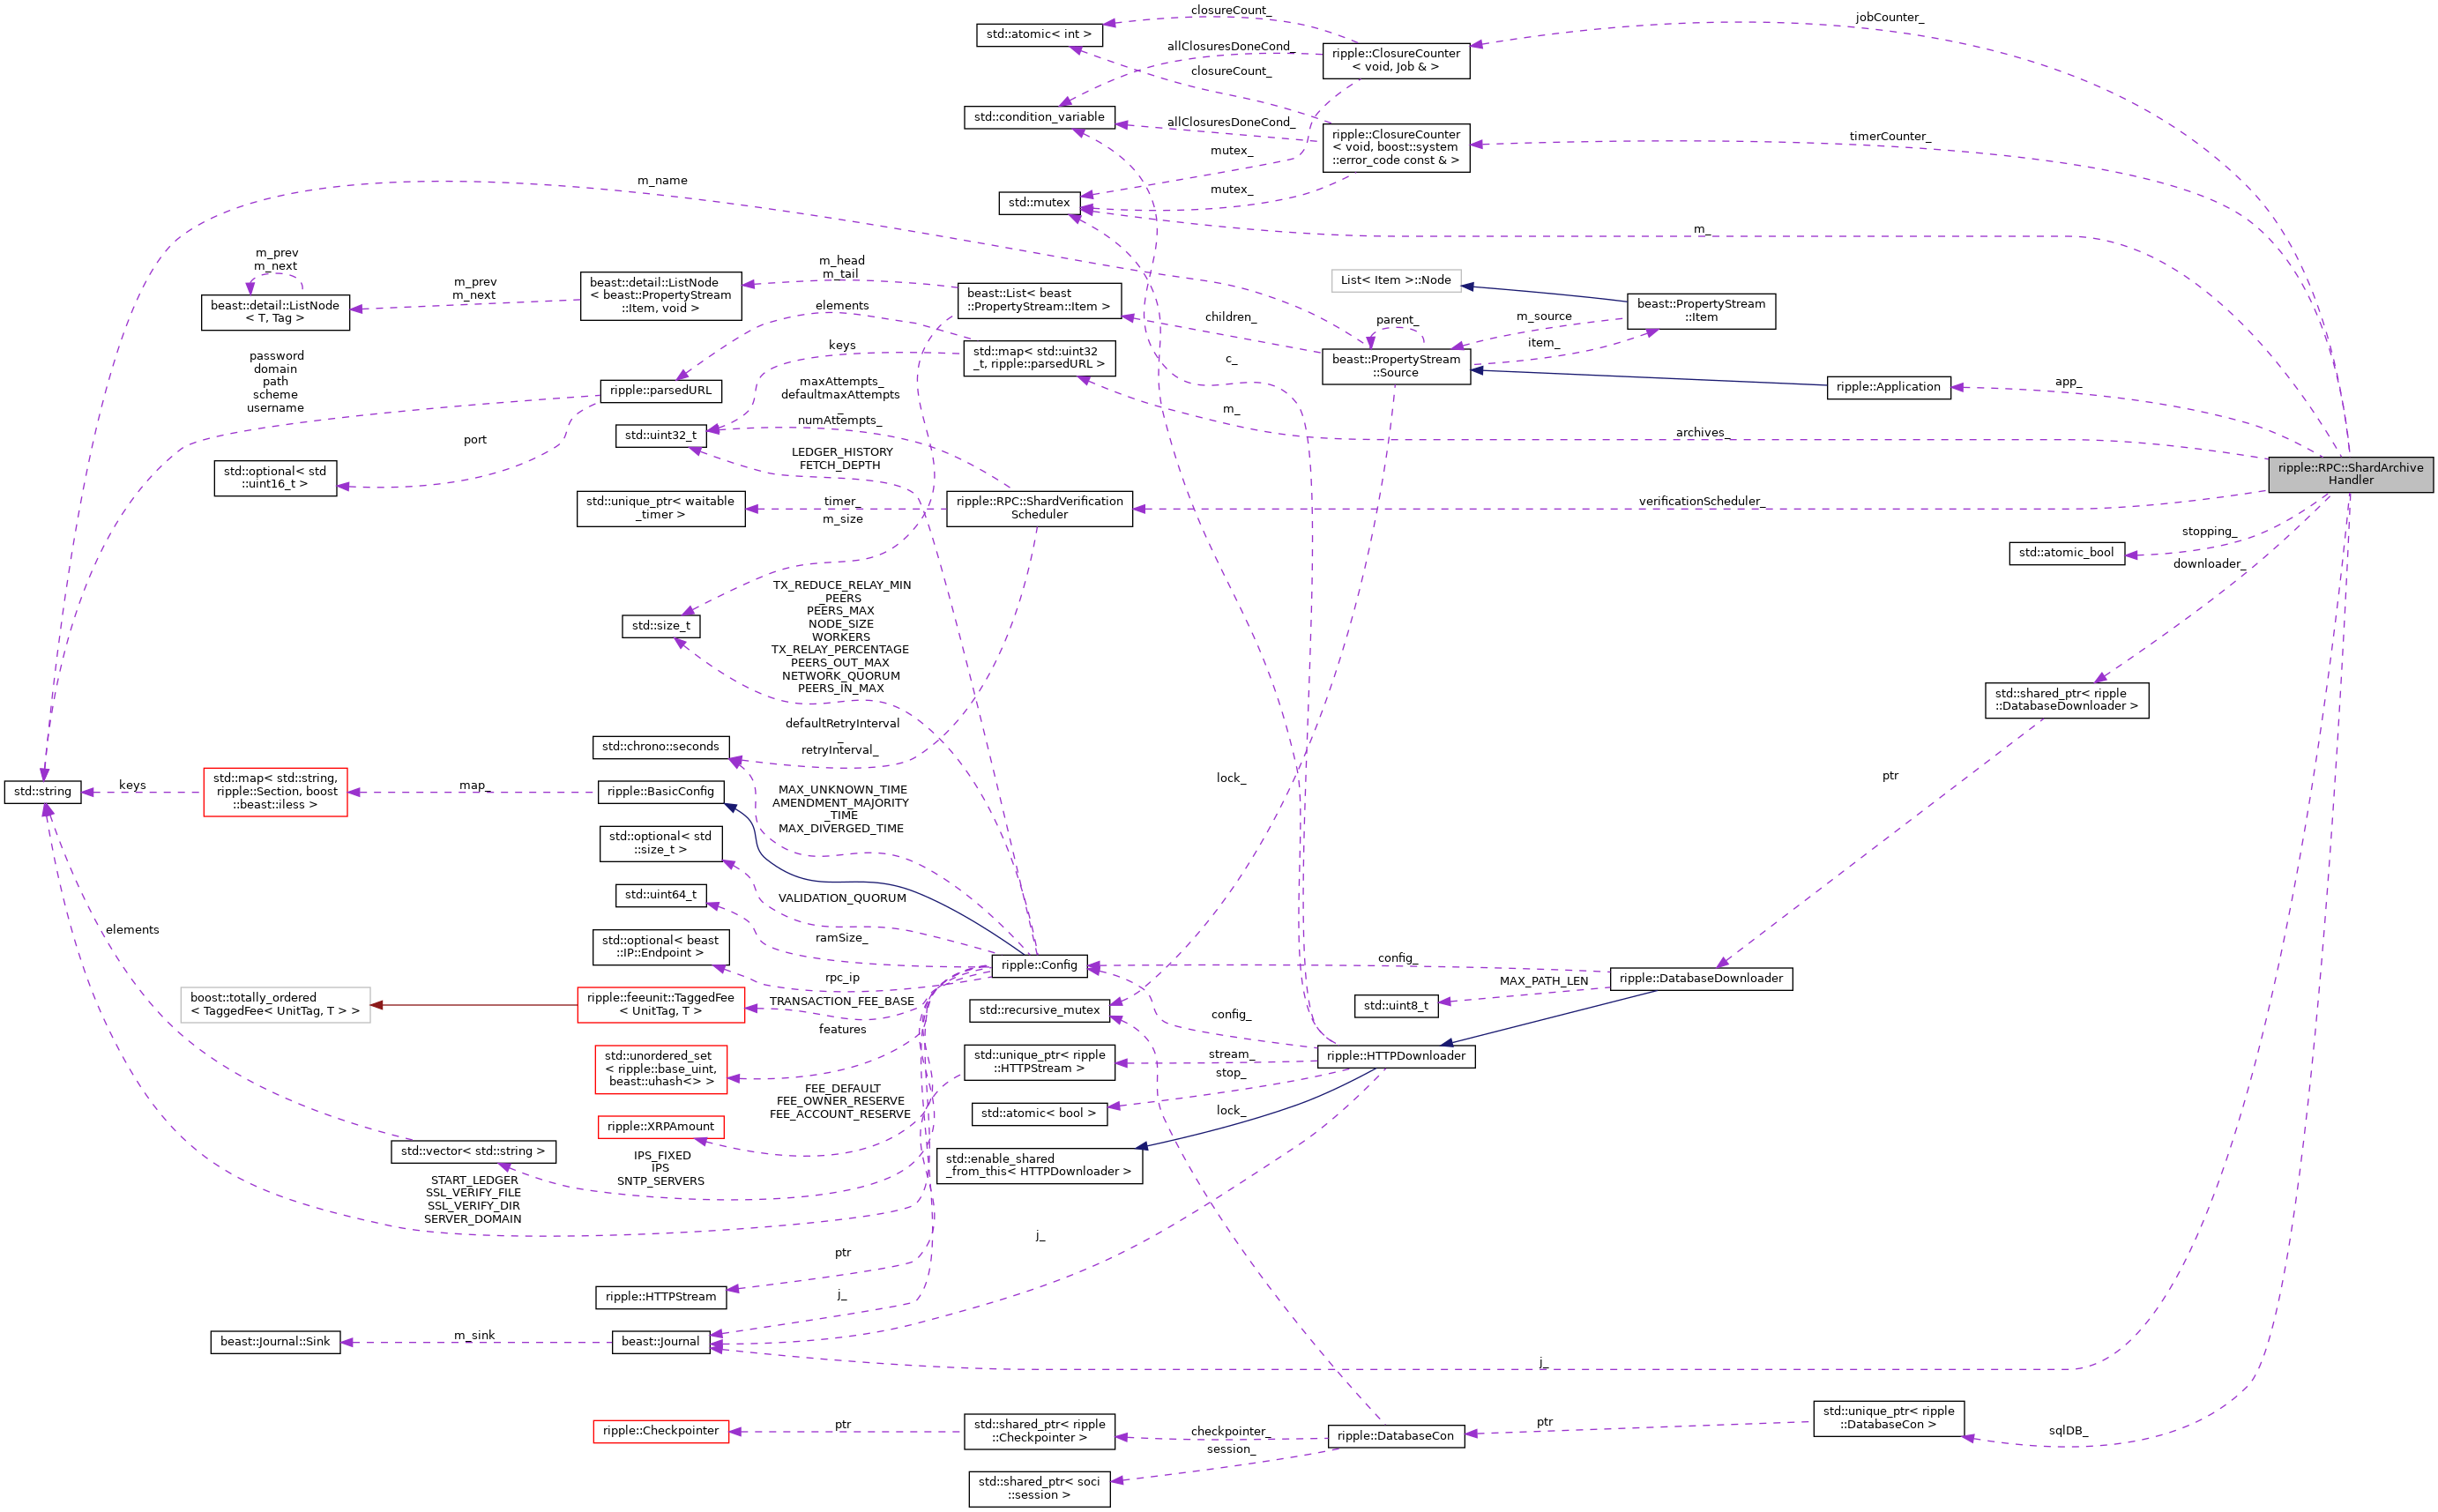 closureCount_
jobCounter_
std::atomic< int >
allClosuresDoneCond_
ripple::ClosureCounter
< void, Job & >
closureCount_
std::condition_variable
allClosuresDoneCond_
ripple::ClosureCounter
< void, boost::system
::error_code const & >
timerCounter_
mutex_
m_name
mutex_
std::mutex
m_
m_prev
m_next
m_head
m_tail
beast::detail::ListNode
< T, Tag >
m_prev
m_next
beast::detail::ListNode
< beast::PropertyStream
::Item, void >
beast::List< beast
::PropertyStream::Item >
List< Item >::Node
beast::PropertyStream
::Item
elements
children_
parent_
m_source
item_
keys
std::map< std::uint32
_t, ripple::parsedURL >
c_
beast::PropertyStream
::Source
ripple::Application
app_
password
domain
path
scheme
username
ripple::parsedURL
maxAttempts_
defaultmaxAttempts
_
numAttempts_
m_
archives_
std::uint32_t
port
LEDGER_HISTORY
FETCH_DEPTH
std::optional< std
::uint16_t >
ripple::RPC::ShardArchive
Handler
std::unique_ptr< waitable
_timer >
timer_
m_size
ripple::RPC::ShardVerification
Scheduler
verificationScheduler_
stopping_
std::atomic_bool
downloader_
TX_REDUCE_RELAY_MIN
_PEERS
PEERS_MAX
NODE_SIZE
WORKERS
TX_RELAY_PERCENTAGE
PEERS_OUT_MAX
NETWORK_QUORUM
PEERS_IN_MAX
std::size_t
std::shared_ptr< ripple
::DatabaseDownloader >
defaultRetryInterval
_
retryInterval_
std::chrono::seconds
lock_
ptr
std::string
keys
std::map< std::string,
ripple::Section, boost
::beast::iless >
map_
ripple::BasicConfig
MAX_UNKNOWN_TIME
AMENDMENT_MAJORITY
_TIME
MAX_DIVERGED_TIME
std::optional< std
::size_t >
std::uint64_t
VALIDATION_QUORUM
elements
std::optional< beast
::IP::Endpoint >
ramSize_
rpc_ip
ripple::Config
config_
ripple::DatabaseDownloader
MAX_PATH_LEN
std::uint8_t
boost::totally_ordered
< TaggedFee< UnitTag, T > >
ripple::feeunit::TaggedFee
< UnitTag, T >
TRANSACTION_FEE_BASE
features
std::recursive_mutex
config_
std::unordered_set
< ripple::base_uint,
beast::uhash<> >
std::unique_ptr< ripple
::HTTPStream >
stream_
stop_
ripple::HTTPDownloader
FEE_DEFAULT
FEE_OWNER_RESERVE
FEE_ACCOUNT_RESERVE
std::atomic< bool >
lock_
ripple::XRPAmount
std::vector< std::string >
IPS_FIXED
IPS
SNTP_SERVERS
std::enable_shared
_from_this< HTTPDownloader >
START_LEDGER
SSL_VERIFY_FILE
SSL_VERIFY_DIR
SERVER_DOMAIN
ptr
j_
ripple::HTTPStream
j_
beast::Journal::Sink
m_sink
beast::Journal
j_
ripple::Checkpointer
ptr
std::shared_ptr< ripple
::Checkpointer >
checkpointer_
session_
ripple::DatabaseCon
ptr
std::unique_ptr< ripple
::DatabaseCon >
sqlDB_
std::shared_ptr< soci
::session >